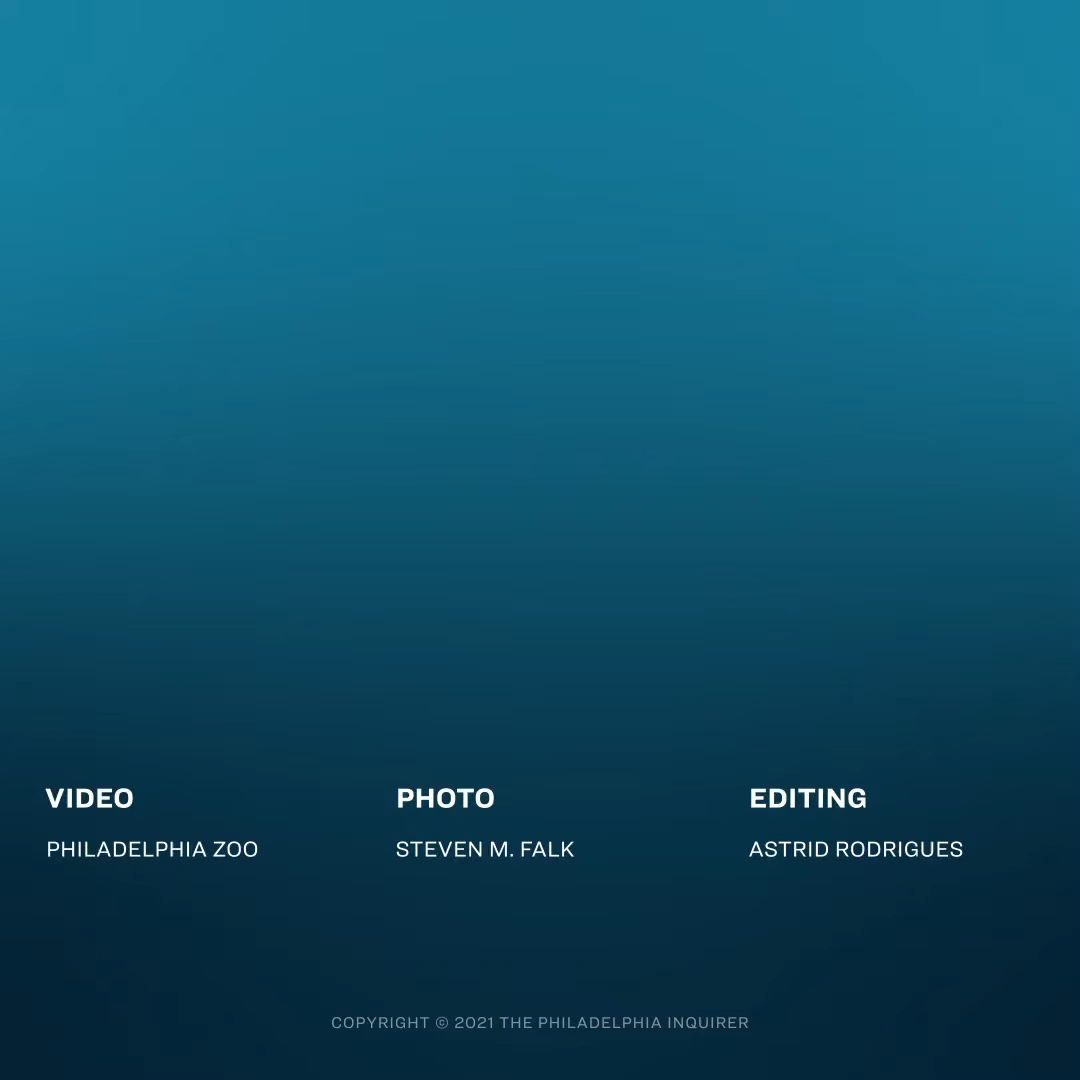 VIDEO
PHILADELPHIA ZOO
PHOTO
STEVEN M. FALK
EDITING
ASTRID RODRIGUES
COPYRIGHT © 2021 THE PHILADELPHIA INQUIRER